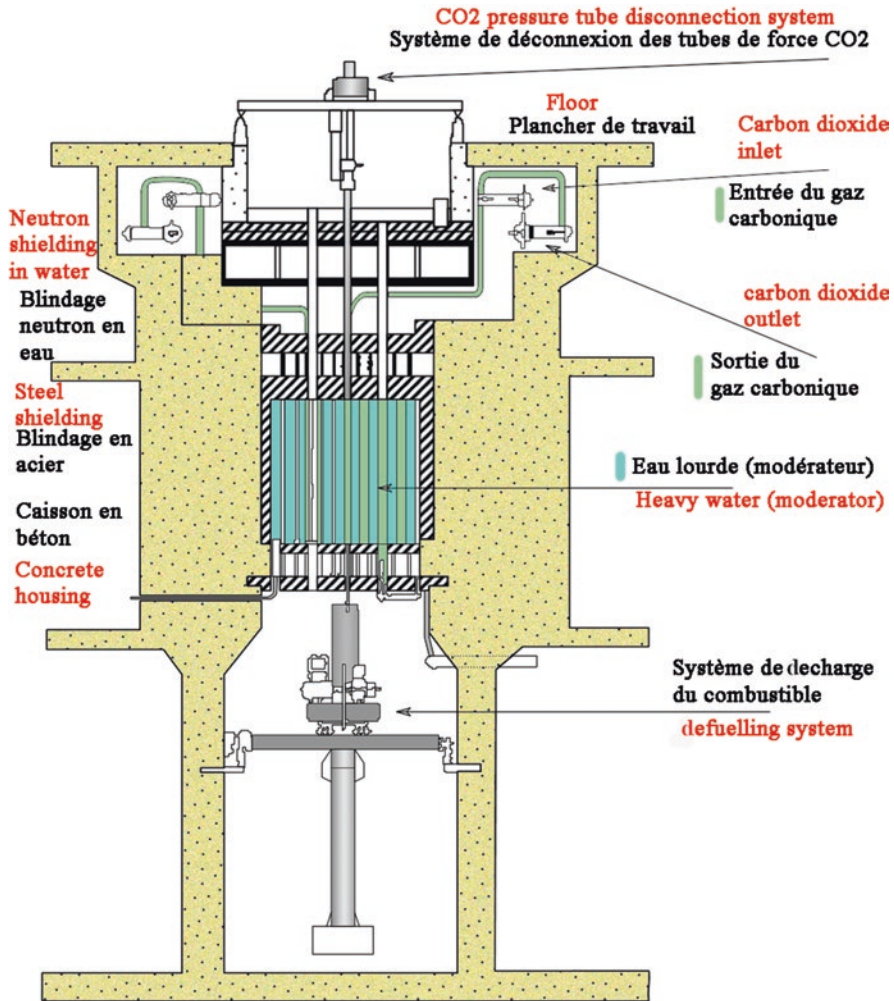 CO2 pressure tube disconnection system
Système de déconnexion des tubes de force CO2
Floor
Plancher de travail
Carbon dioxide
inlet
Entrée du gaz
carbonique
Neutron
shielding
in water
Blindage
neutron en
eau
carbon dioxide
outlet
Sortie du
gaz carbonique
Steel
shielding
Blindage en
acier
Eau lourde (modérateur)
Heavy water (moderator)
Caisson en
béton
Concrete
housing
Système de decharge
du combustible
defuelling system